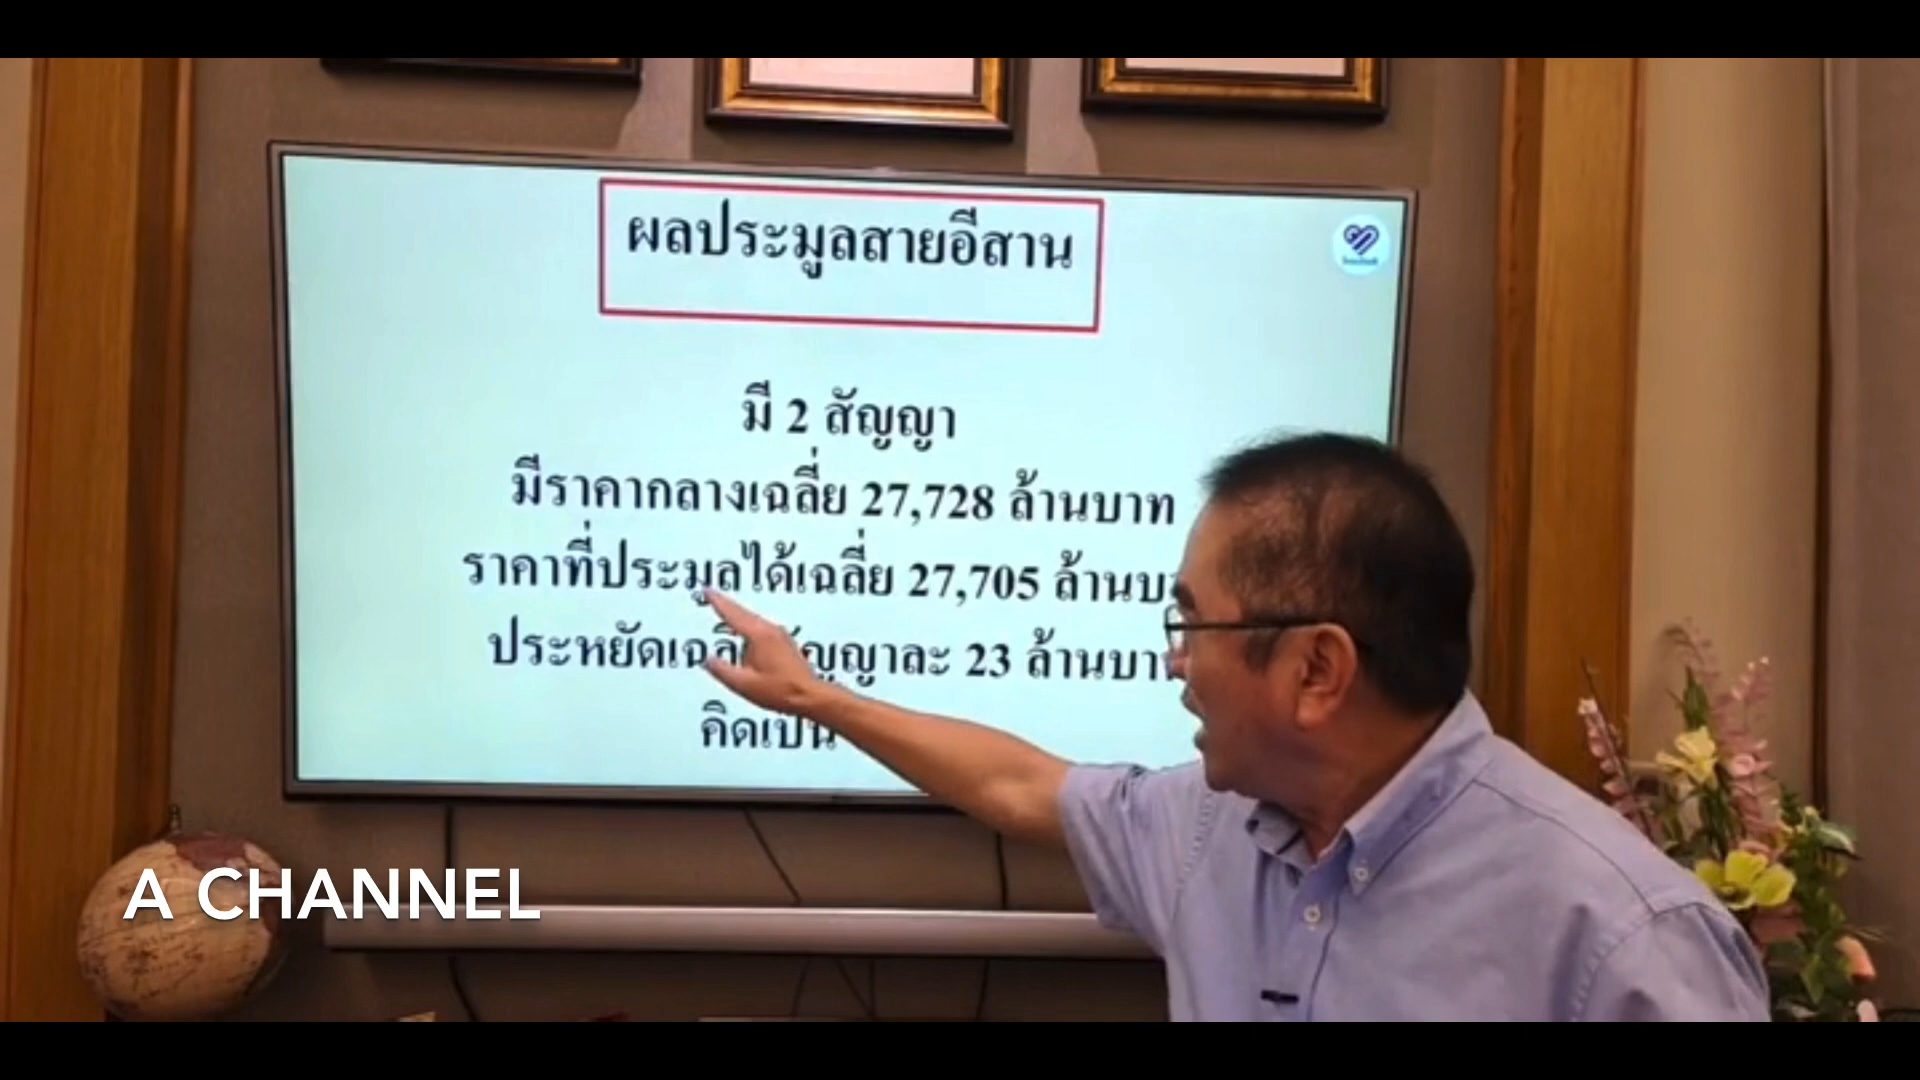 ผลประมูลสายอีสาน
มี 2 สัญญา
มีราคากลางเฉลี่ย 27,728 ล้านบาท
ราคาที่ประมูลได้เฉลี่ย 27,705 ล้านบา
ประหยัดเฉลี่ สัญญาละ 23 ล้านบาท
คิดเป็น
A CHANNEL